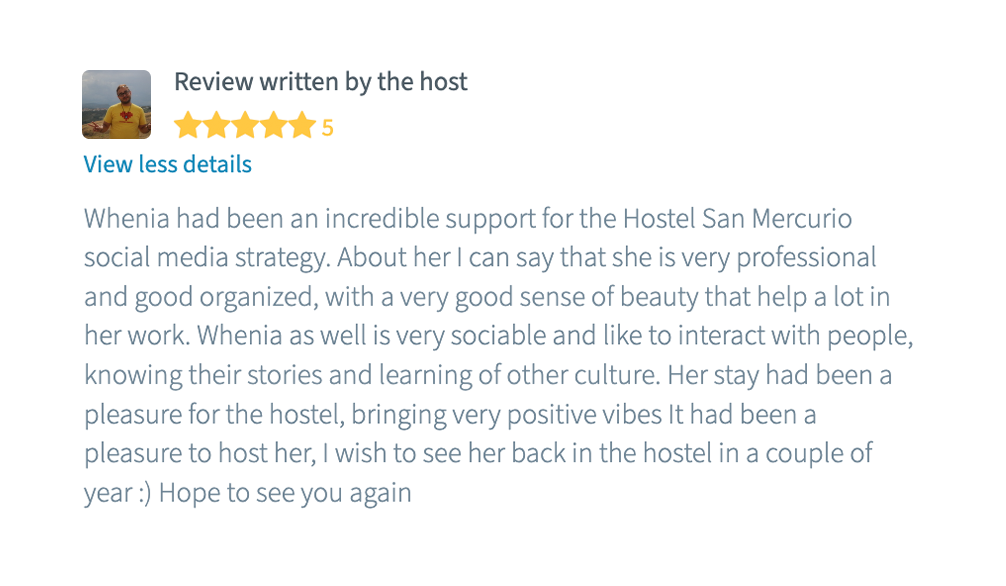 Review written by the host
5
View less details
Whenia had been an incredible support for the Hostel San Mercurio
social media strategy. About her I can say that she is very professional
and good organized, with a very good sense of beauty that help a lot in
her work. Whenia as well is very sociable and like to interact with people,
knowing their stories and learning of other culture. Her stay had been a
pleasure for the hostel, bringing very positive vibes It had been a
pleasure to host her, I wish to see her back in the hostel in a couple of
year :) Hope to see you again